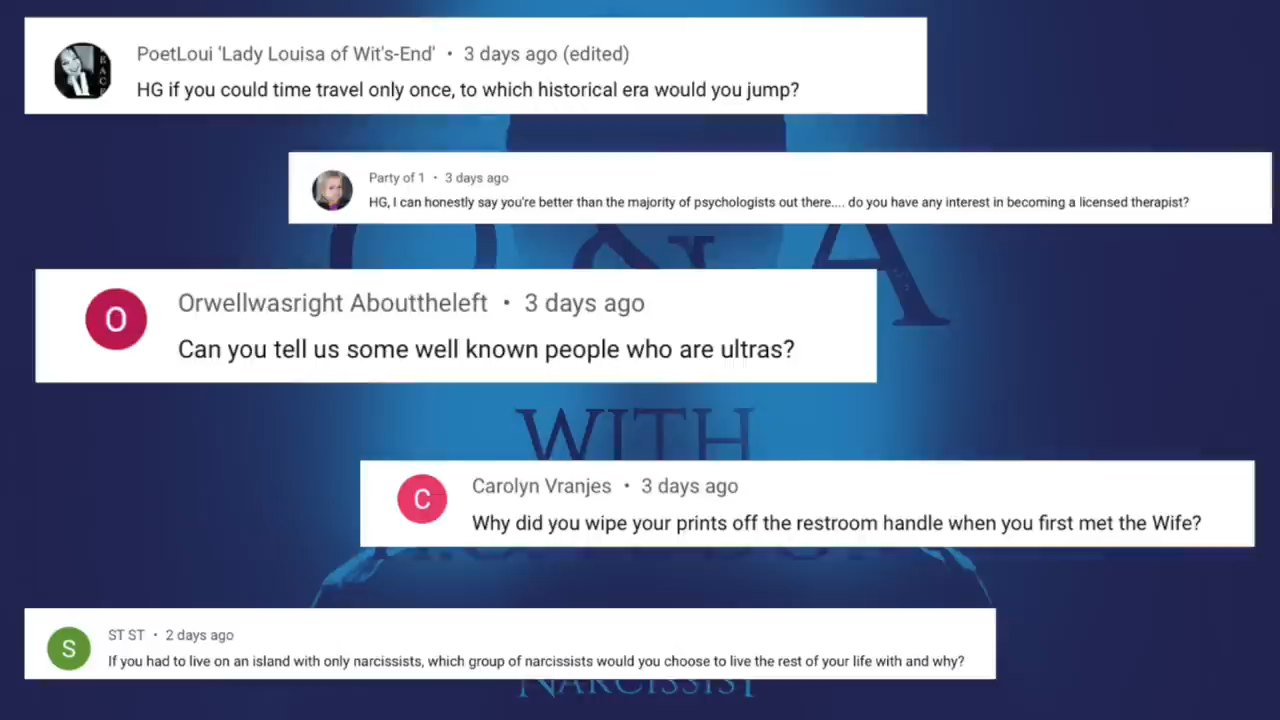 PoetLoui 'Lady Louisa of Wit's-End' • 3 days ago (edited)
HG if you could time travel only once, to which historical era would you jump?
Party of 1 • 3 days ago
HG, I can honestly say you're better than the majority of psychologists out there.... do you have any interest in becoming a licensed therapist?
Q & A
O
Orwellwasright Abouttheleft • 3 days ago
Can you tell us some well known people who are ultras?
WITH
C
Carolyn Vranjes • 3 days ago
Why did you wipe your prints off the restroom handle when you first met the Wife?
S
ST ST • 2 days ago
If you had to live on an island with only narcissists, which group of narcissists would you choose to live the rest of your life with and why?
NARCISSIST